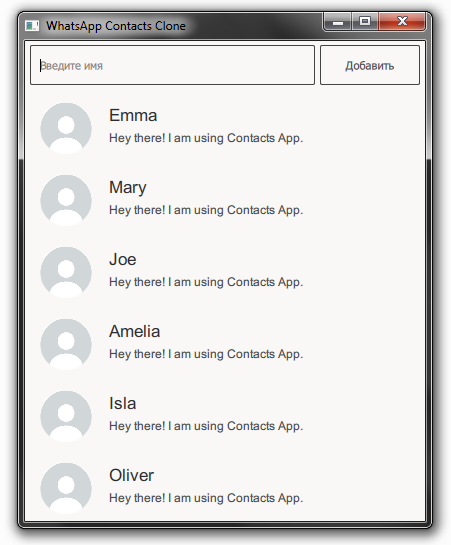 WhatsApp Contacts Clone
Введите имя
Добавить
Emma
Hey there! I am using Contacts App.
Mary
Hey there! I am using Contacts App.
Joe
Hey there! I am using Contacts App.
Amelia
Hey there! I am using Contacts App.
Isla
Hey there! I am using Contacts App.
Oliver
Hey there! I am using Contacts App.